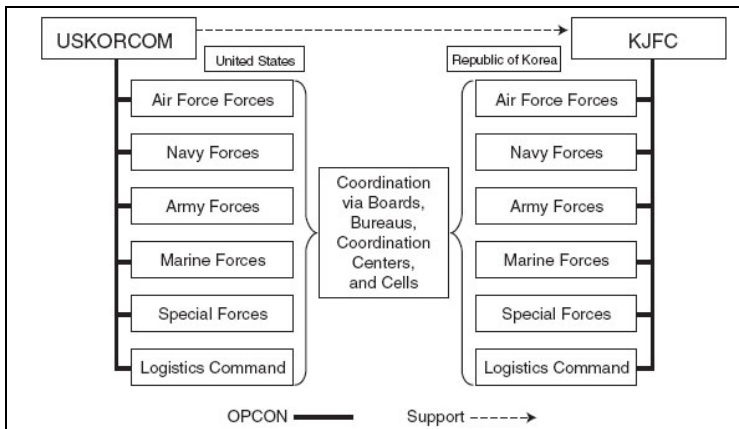 USKORCOM
KJFC
United States
Republic of Korea
Air Force Forces
Navy Forces
Army Forces
Marine Forces
Special Forces
Logistics Command
Coordination
via Boards,
Bureaus,
Coordination
Centers,
and Cells
Air Force Forces
Navy Forces
Army Forces
Marine Forces
Special Forces
Logistics Command
OPCON
Support